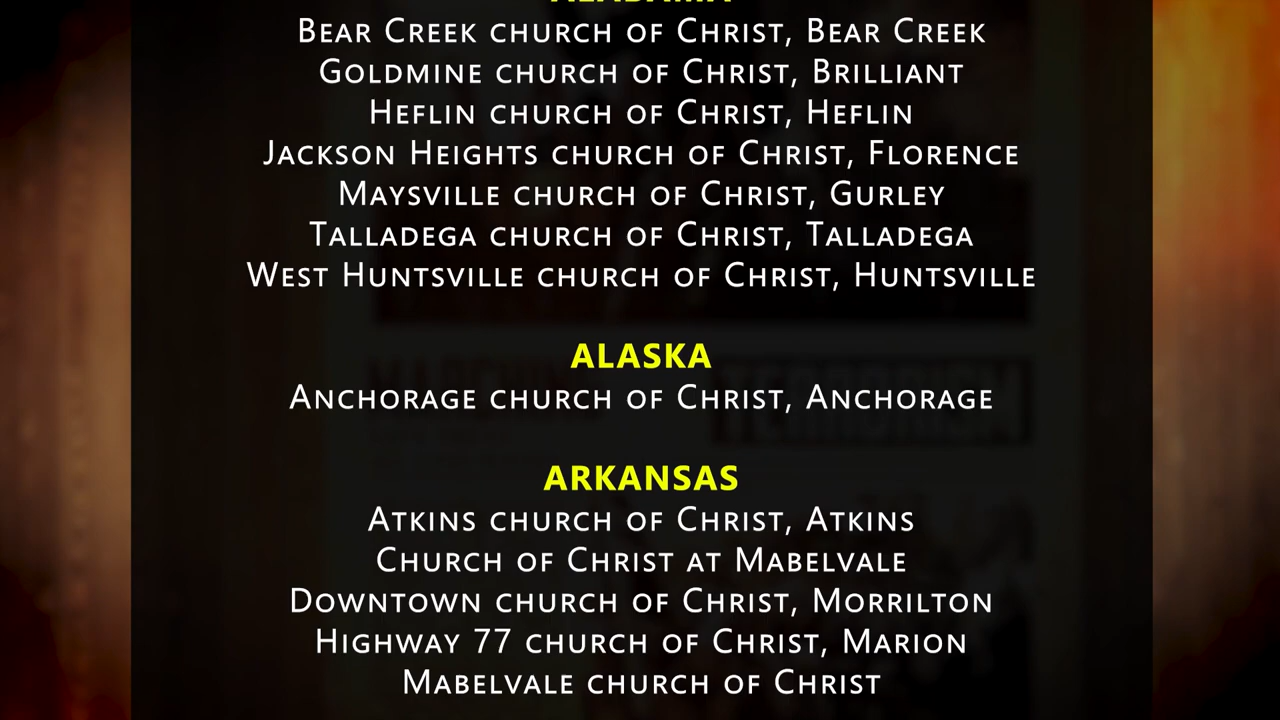 ALABAMA
BEAR CREEK CHURCH OF CHRIST, BEAR CREEK
GOLDMINE CHURCH OF CHRIST, BRILLIANT
HEFLIN CHURCH OF CHRIST, HEFLIN
JACKSON HEIGHTS CHURCH OF CHRIST, FLORENCE
MAYSVILLE CHURCH OF CHRIST, GURLEY
TALLADEGA CHURCH OF CHRIST, TALLADEGA
WEST HUNTSVILLE CHURCH OF CHRIST, HUNTSVILLE
ALASKA
ANCHORAGE CHURCH OF CHRIST, ANCHORAGE
TERRORISM
ARKANSAS
ATKINS CHURCH OF CHRIST, ATKINS
CHURCH OF CHRIST AT MABELVALE
DOWNTOWN CHURCH OF CHRIST, MORRILTON
HIGHWAY 77 CHURCH OF CHRIST, MARION
MABELVALE CHURCH OF CHRIST